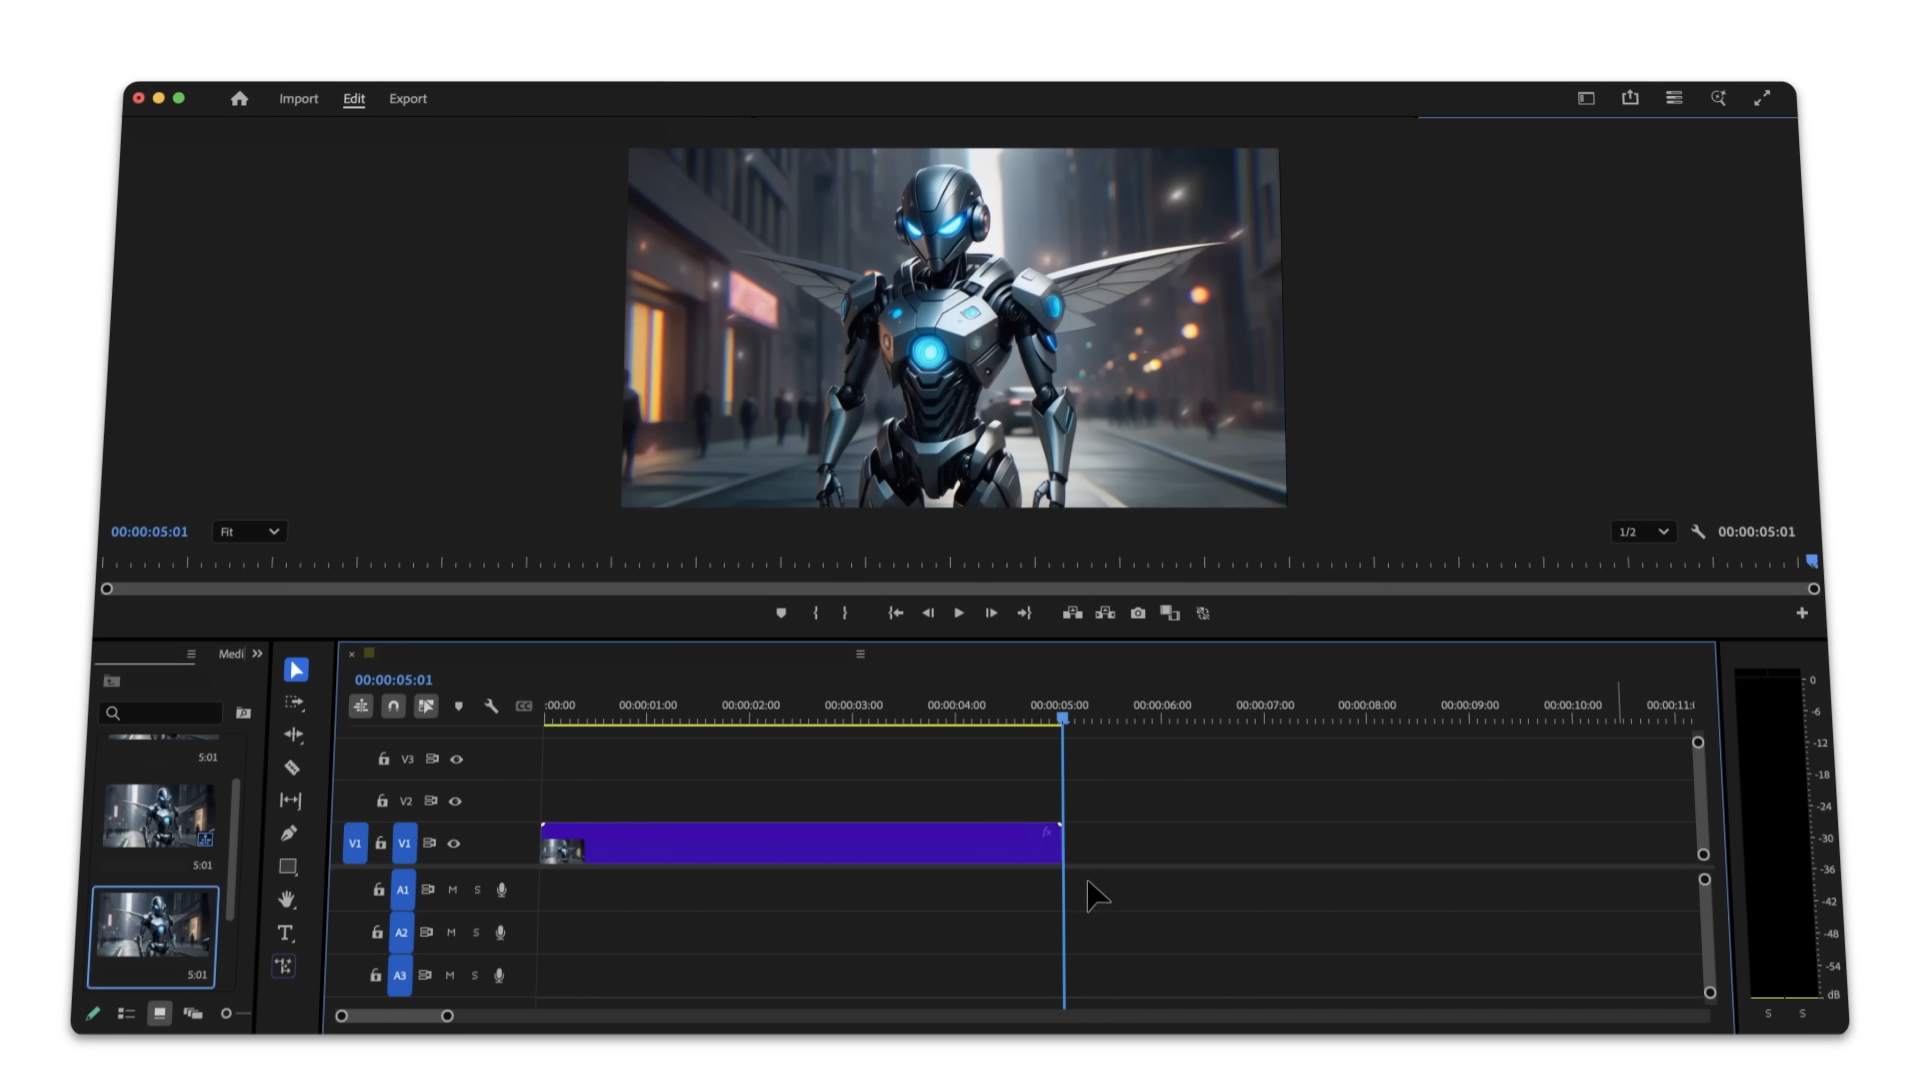 Import Edit Export
00:00:05:01 Fit 1/2 00:00:05:01
Medi
00:00:05:01
:00:00 00:00:01:00 00:00:02:00 00:00:03:00 00:00:04:00 00:00:05:00 00:00:06:00 00:00:07:00 00:00:08:00 00:00:09:00 00:00:10:00 00:00:11:0
5:01
5:01
5:01
V3
V2
V1 V1 fx
A1 M S
A2 M S
A3 M S
0
-6
-12
-18
-24
-30
-36
-42
-48
-54
dB
S S